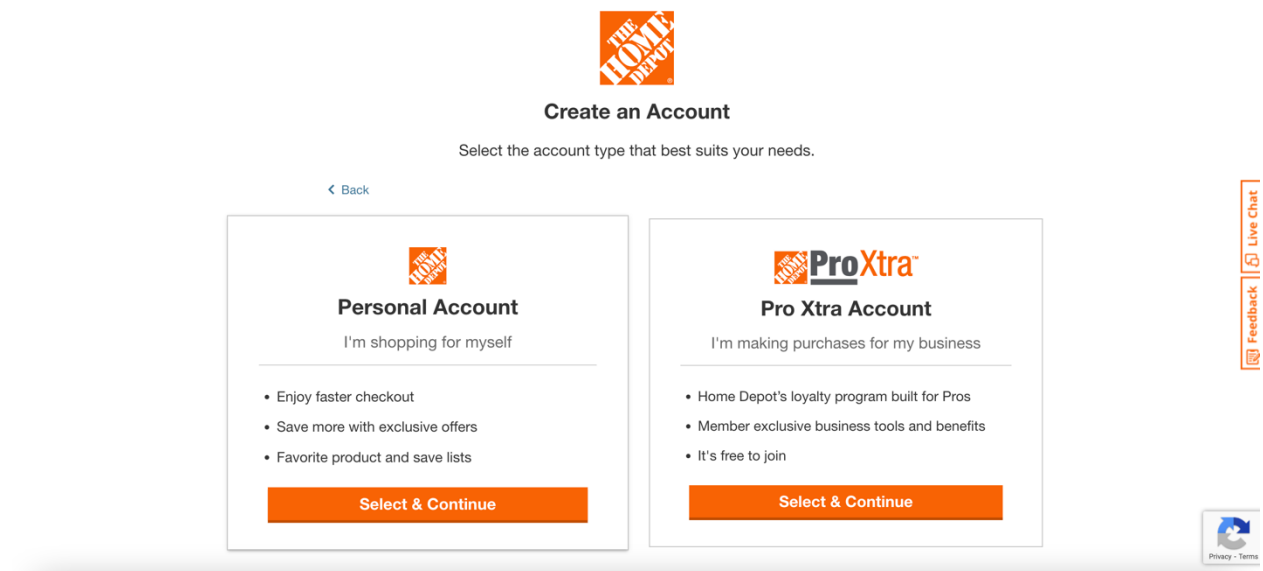 THE
HOME
DEPOT
Create an Account
Select the account type that best suits your needs.
Back
THE
HOME
DEPOT
Personal Account
I'm shopping for myself
• Enjoy faster checkout
• Save more with exclusive offers
• Favorite product and save lists
Select & Continue
THE
HOME
DEPOT
ProXtra™
Pro Xtra Account
I'm making purchases for my business
• Home Depot's loyalty program built for Pros
• Member exclusive business tools and benefits
• It's free to join
Select & Continue
Live Chat
Feedback
Privacy - Terms